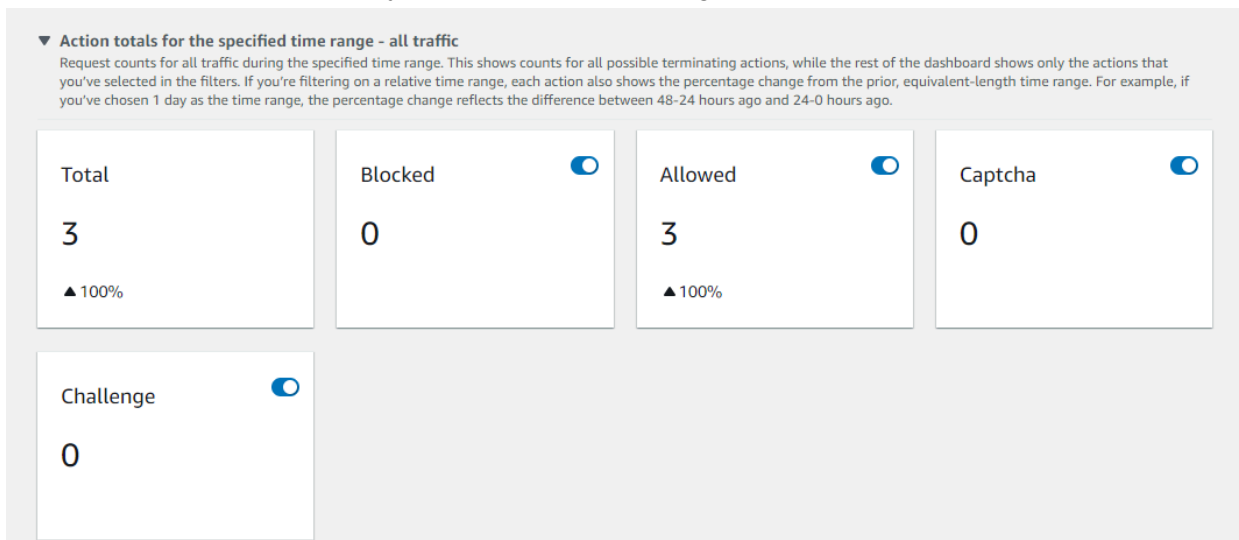 ▼ Action totals for the specified time range - all traffic
Request counts for all traffic during the specified time range. This shows counts for all possible terminating actions, while the rest of the dashboard shows only the actions that
you've selected in the filters. If you're filtering on a relative time range, each action also shows the percentage change from the prior, equivalent-length time range. For example, if
you've chosen 1 day as the time range, the percentage change reflects the difference between 48-24 hours ago and 24-0 hours ago.
Total
3
▲ 100%
Blocked
0
Allowed
3
▲ 100%
Captcha
0
Challenge
0